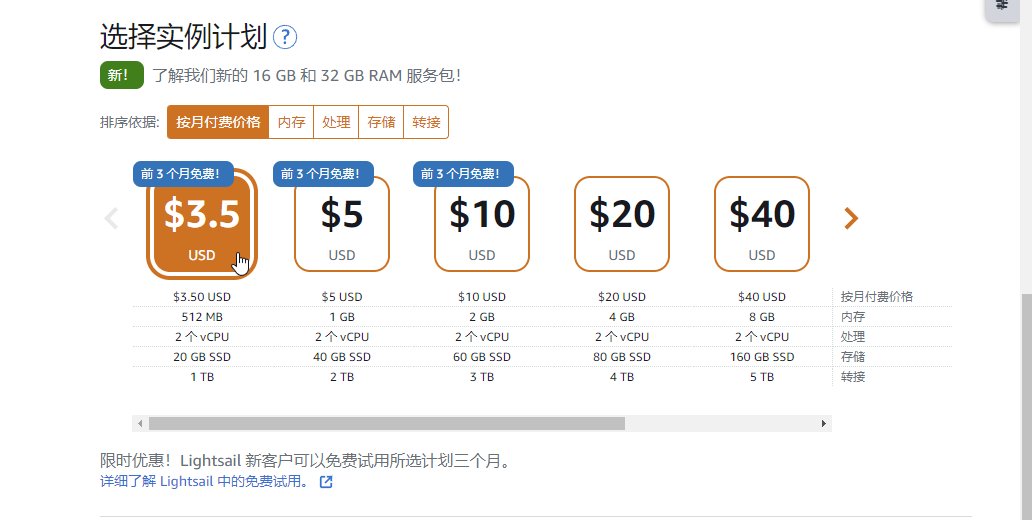 选择实例计划 ?
新！ 了解我们新的 16 GB 和 32 GB RAM 服务包！
排序依据: 按月付费价格 内存 处理 存储 转接
前 3 个月免费！ 前 3 个月免费！ 前 3 个月免费！
$3.5 $5 $10 $20 $40
USD USD USD USD USD
$3.50 USD $5 USD $10 USD $20 USD $40 USD 按月付费价格
512 MB 1 GB 2 GB 4 GB 8 GB 内存
2 个 vCPU 2 个 vCPU 2 个 vCPU 2 个 vCPU 2 个 vCPU 处理
20 GB SSD 40 GB SSD 60 GB SSD 80 GB SSD 160 GB SSD 存储
1 TB 2 TB 3 TB 4 TB 5 TB 转接
限时优惠！Lightsail 新客户可以免费试用所选计划三个月。
详细了解 Lightsail 中的免费试用。